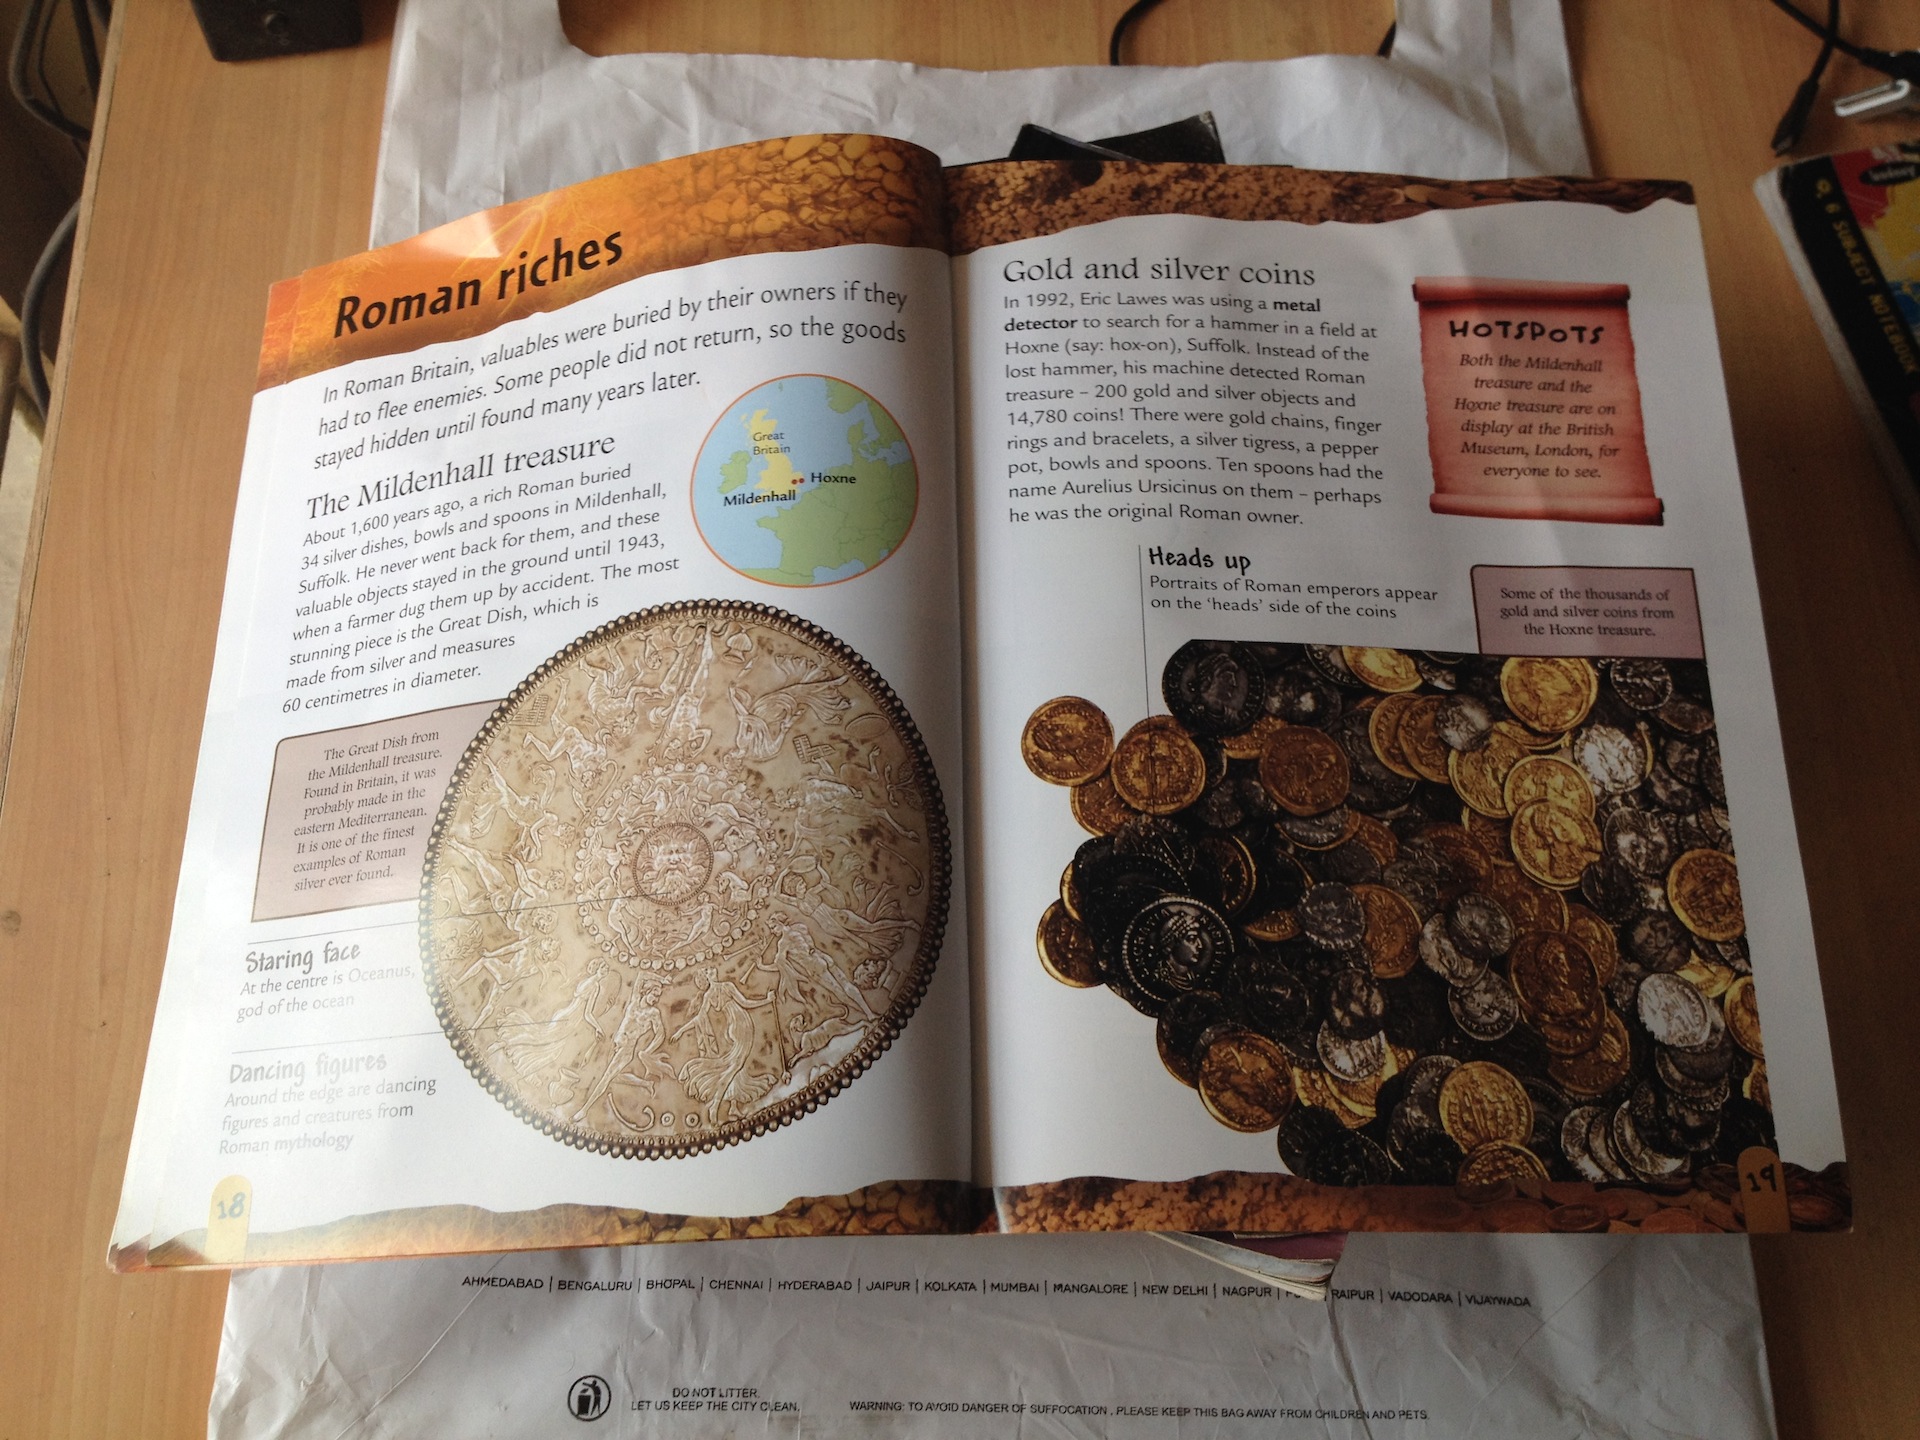 Roman riches
In Roman Britain, valuables were buried by their owners if they
had to flee enemies. Some people did not return, so the goods
stayed hidden until found many years later.
The Mildenhall treasure
About 1,600 years ago, a rich Roman buried
34 silver dishes, bowls and spoons in Mildenhall,
Suffolk. He never went back for them, and these
valuable objects stayed in the ground until 1943,
when a farmer dug them up by accident. The most
stunning piece is the Great Dish, which is
made from silver and measures
60 centimetres in diameter.
Great
Britain
Hoxne
Mildenhall
The Great Dish from
the Mildenhall treasure.
Found in Britain, it was
probably made in the
eastern Mediterranean.
It is one of the finest
examples of Roman
silver ever found.
Staring face
At the centre is Oceanus,
god of the ocean
Dancing figures
Around the edge are dancing
figures and creatures from
Roman mythology
18
Gold and silver coins
In 1992, Eric Lawes was using a metal
detector to search for a hammer in a field at
Hoxne (say: hox-on), Suffolk. Instead of the
lost hammer, his machine detected Roman
treasure – 200 gold and silver objects and
14,780 coins! There were gold chains, finger
rings and bracelets, a silver tigress, a pepper
pot, bowls and spoons. Ten spoons had the
name Aurelius Ursicinus on them – perhaps
he was the original Roman owner.
HOTSPOTS
Both the Mildenhall
treasure and the
Hoxne treasure are on
display at the British
Museum, London, for
everyone to see.
Heads up
Portraits of Roman emperors appear
on the ‘heads’ side of the coins
Some of the thousands of
gold and silver coins from
the Hoxne treasure.
19
SUBJECT NOTEBOOK
AHMEDABAD | BENGALURU | BHOPAL | CHENNAI | HYDERABAD | JAIPUR | KOLKATA | MUMBAI | MANGALORE | NEW DELHI | NAGPUR | RAIPUR | VADODARA | VIJAYWADA
DO NOT LITTER.
LET US KEEP THE CITY CLEAN.
WARNING: TO AVOID DANGER OF SUFFOCATION , PLEASE KEEP THIS BAG AWAY FROM CHILDREN AND PETS.